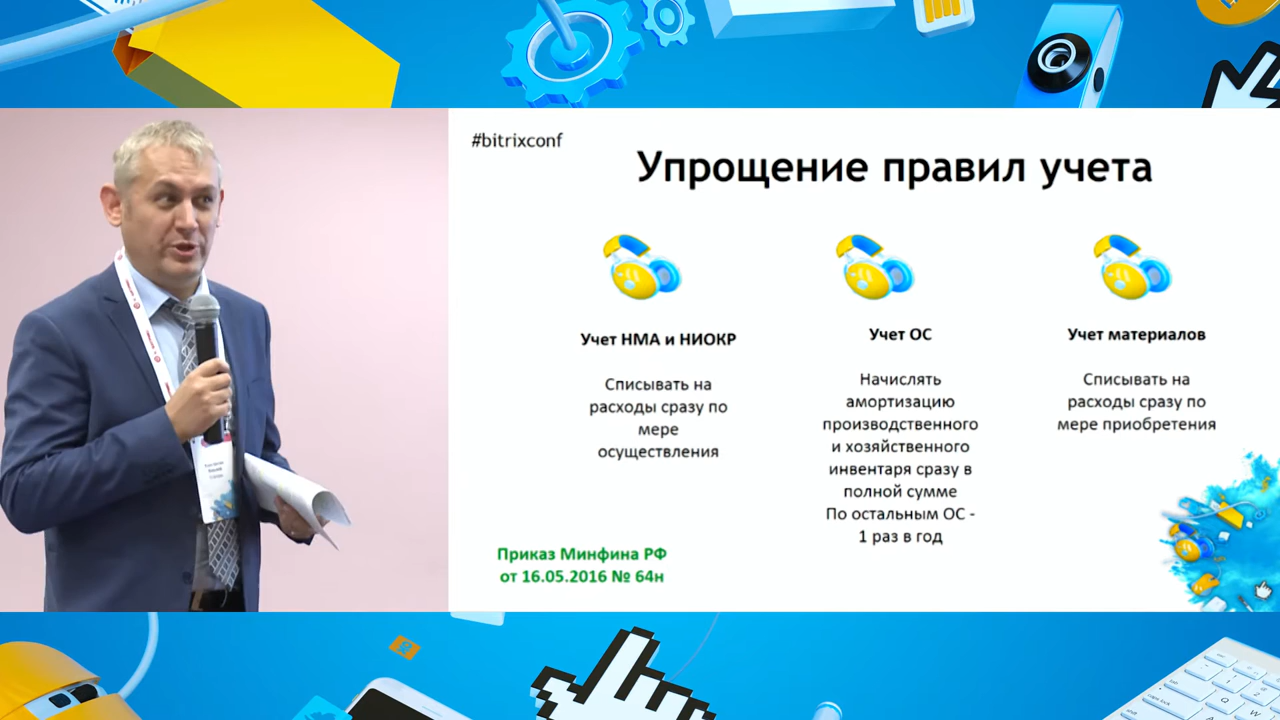 #bitrixconf
Упрощение правил учета
Учет НМА и НИОКР
Списывать на
расходы сразу по
мере
осуществления
Учет ОС
Начислять
амортизацию
производственного
и хозяйственного
инвентаря сразу в
полной сумме
По остальным ОС -
1 раз в год
Учет материалов
Списывать на
расходы сразу по
мере приобретения
Приказ Минфина РФ
от 16.05.2016 № 64н